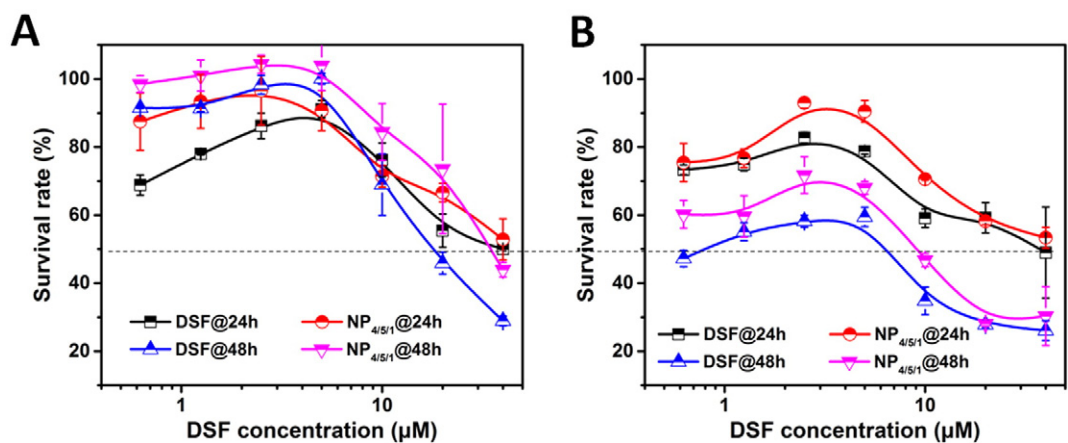 A
B
Survival rate (%)
100
80
60
40
20
DSF@24h
NP4/5/1@24h
DSF@48h
NP4/5/1@48h
1
10
DSF concentration (μM)
Survival rate (%)
100
80
60
40
20
DSF@24h
NP4/5/1@24h
DSF@48h
NP4/5/1@48h
1
10
DSF concentration (μM)